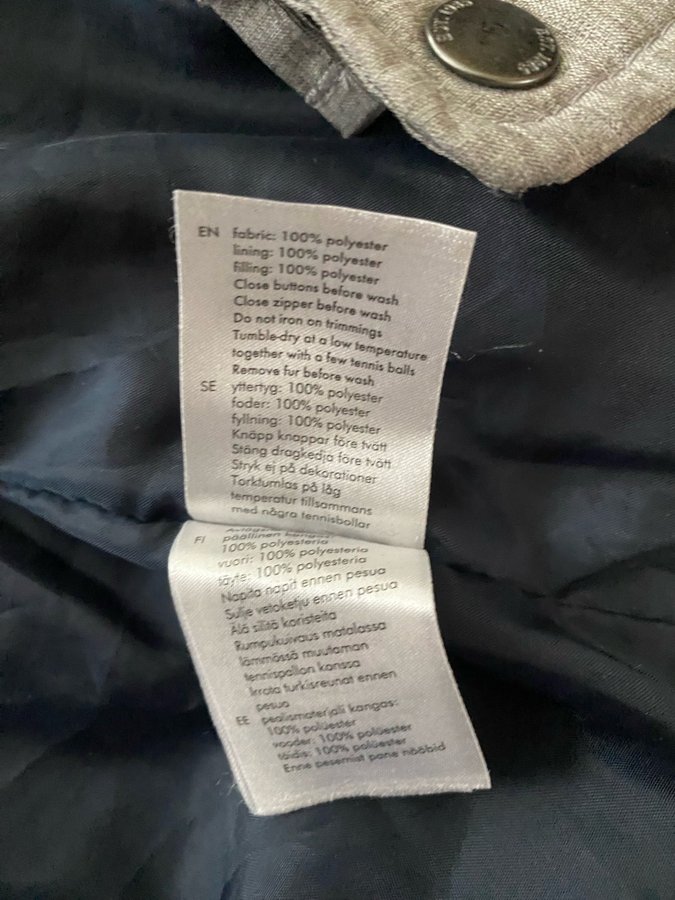 EN fabric: 100% polyester
lining: 100% polyester
filling: 100% polyester
Close buttons before wash
Close zipper before wash
Do not iron on trimmings
Tumble-dry at a low temperature
together with a few tennis balls
Remove fur before wash
SE yttertyg: 100% polyester
foder: 100% polyester
fyllning: 100% polyester
Knäpp knappar före tvätt
Stäng dragkedja före tvätt
Stryk ej på dekorationer
Torktumlas på låg
temperatur tillsammans
med några tennisbollar
FI päällinen kangas:
100% polyesteria
vuori: 100% polyesteria
täyte: 100% polyesteria
Napita napit ennen pesua
Sulje vetoketju ennen pesua
Älä silitä koristeita
Rumpukuivaus matalassa
lämmössä muutaman
tennispallon kanssa
Irrota turkisreunat ennen
pesua
EE pealismaterjali kangas:
100% polüester
vooder: 100% polüester
täidis: 100% polüester
Enne pesemist pane nööbid